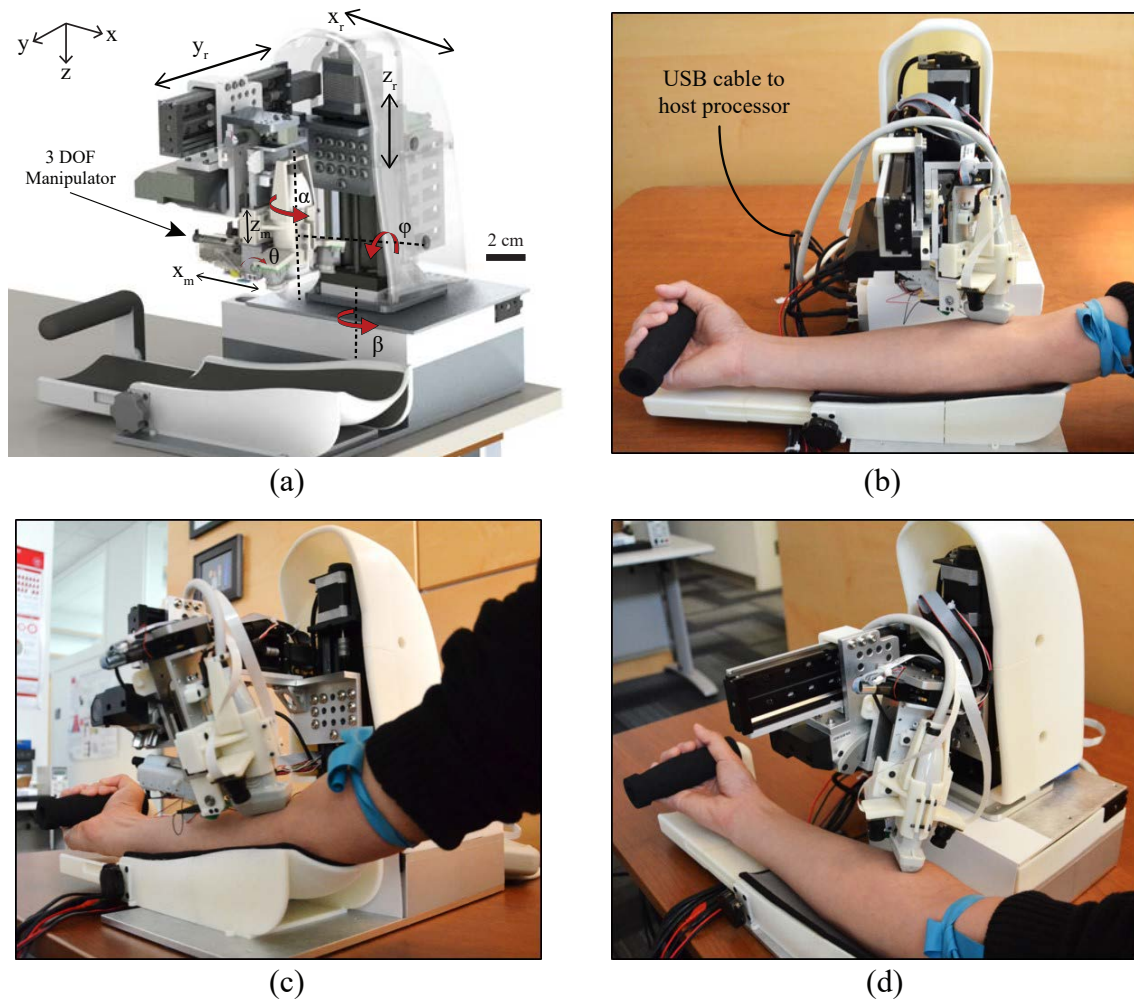 y
x
z
x_r
y_r
z_r
3 DOF
Manipulator
α
z_m
φ
θ
x_m
2 cm
β
(a)
USB cable to
host processor
(b)
(c)
(d)